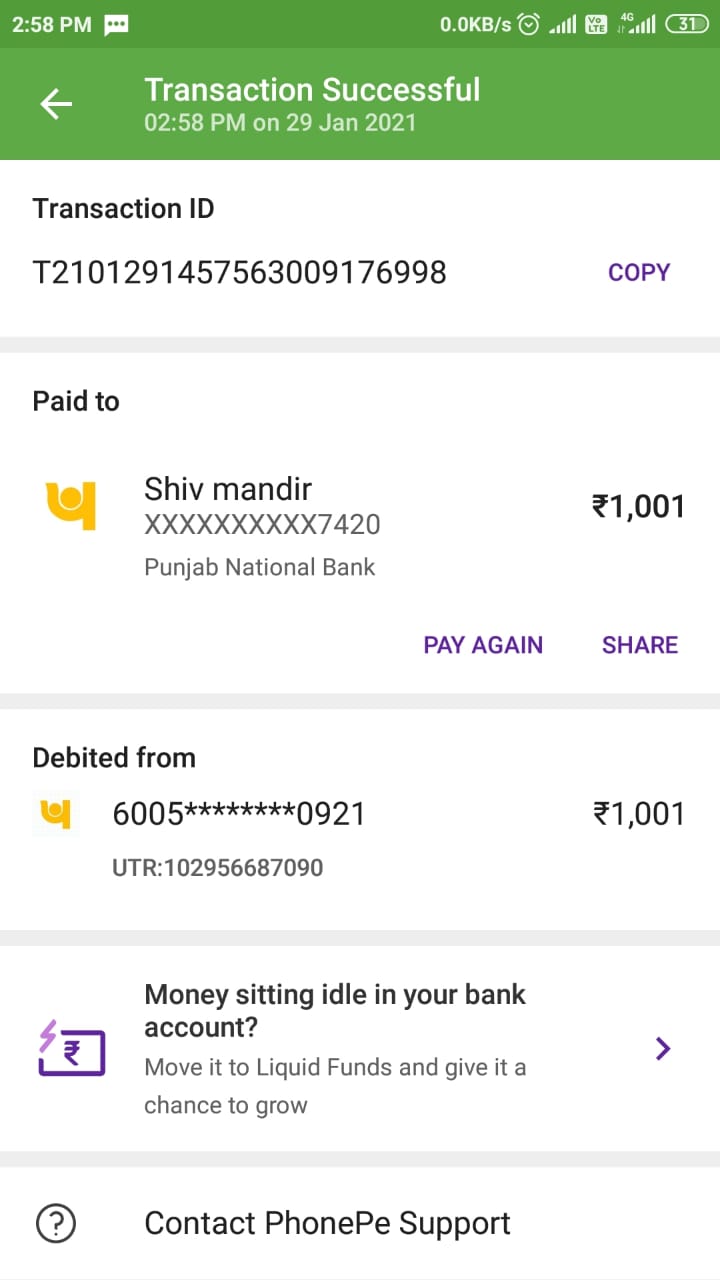 2:58 PM
0.0KB/s Vo LTE 4G 31
Transaction Successful
02:58 PM on 29 Jan 2021
Transaction ID
T2101291457563009176998 COPY
Paid to
Shiv mandir ₹1,001
XXXXXXXXXX7420
Punjab National Bank
PAY AGAIN SHARE
Debited from
6005********0921 ₹1,001
UTR:102956687090
Money sitting idle in your bank
account?
Move it to Liquid Funds and give it a
chance to grow
Contact PhonePe Support